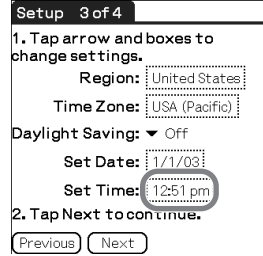 Setup 3 of 4
1. Tap arrow and boxes to
change settings.
Region: United States
Time Zone: USA (Pacific)
Daylight Saving: Off
Set Date: 1/1/03
Set Time: 12:51 pm
2. Tap Next to continue.
Previous Next